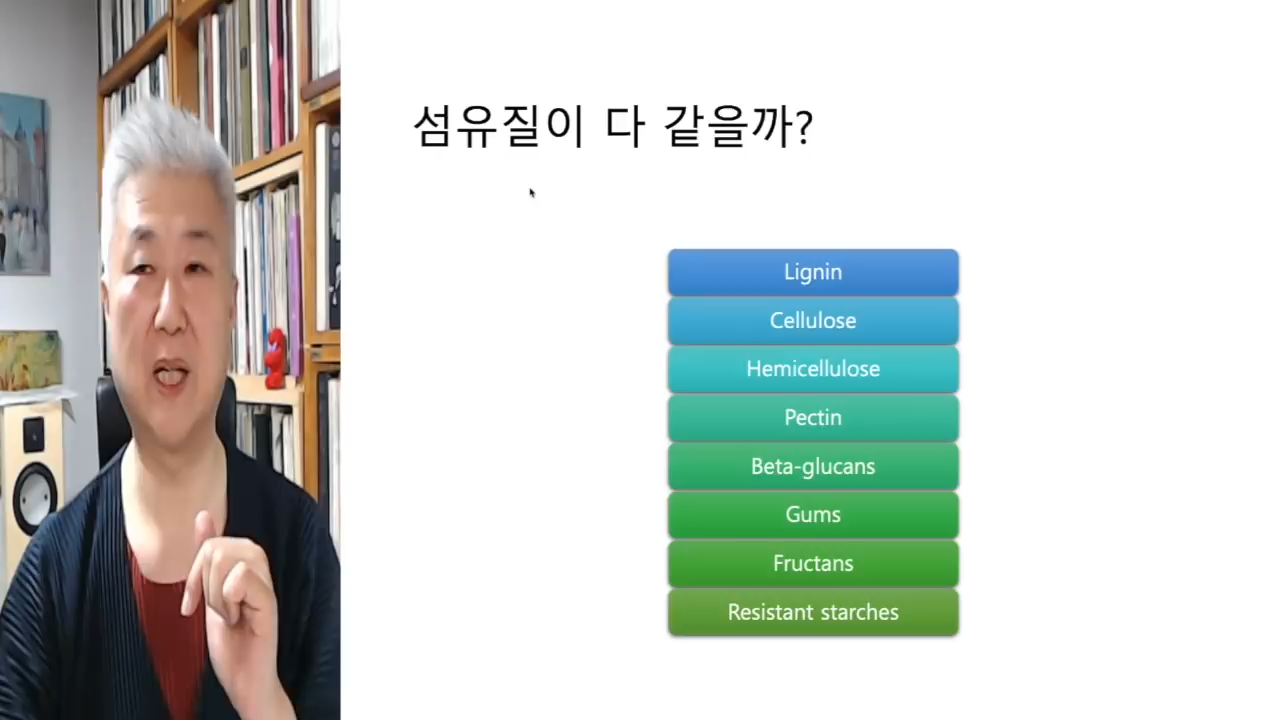 섬유질이 다 같을까?
Lignin
Cellulose
Hemicellulose
Pectin
Beta-glucans
Gums
Fructans
Resistant starches